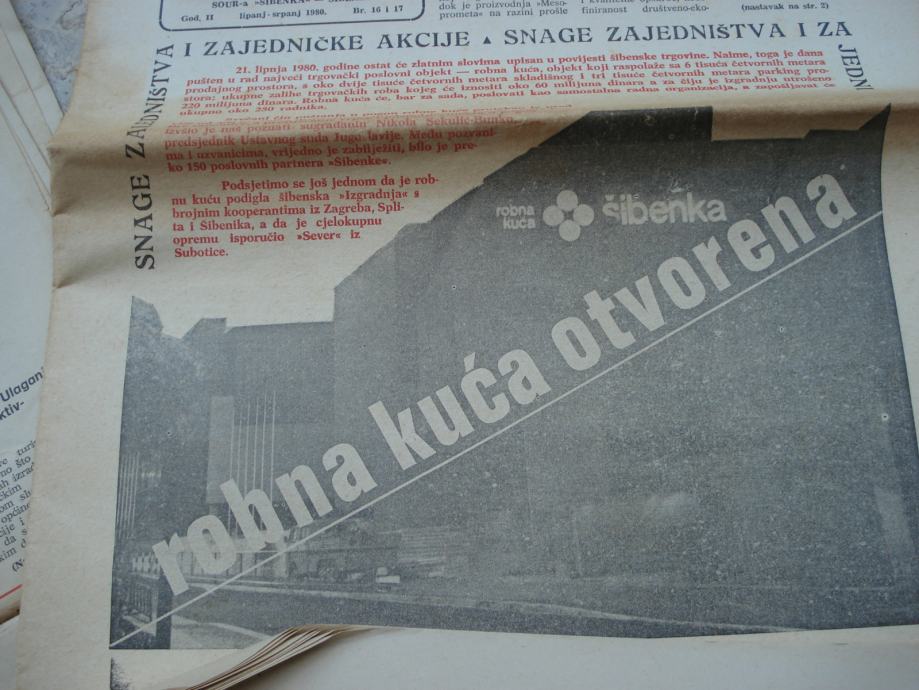 SOUR-a »ŠIBENKA«
God. II lipanj- srpanj 1980. Br. 16 i 17
dok je proizvodnja »Meso-
prometa« na razini prošle
finiranost društveno-eko-
(nastavak na str. 2)
I ZAJEDNIČKE AKCIJE ▲ SNAGE ZAJEDNIŠTVA I ZA
JEDNI
SNAGE ZAJEDNIŠTVA
21. lipnja 1980. godine ostat će zlatnim slovima upisan u povijesti šibenske trgovine. Naime, toga je dana
pušten u rad najveći trgovački poslovni objekt — robna kuća, objekt koji raspolaže sa 6 tisuća četvornih metara
prodajnog prostora, s oko dvije tisuće četvornih metara skladišnog i tri tisuće četvornih metara parking pro-
stora; ukupne zalihe trgovačkih roba kojeg će iznositi oko 60 milijuna dinara a za čiju je izgradnju utrošeno
220 milijuna dinara. Robna kuća će, bar za sada, poslovati kao samostalna radna organizacija, a zapošljavat će
ukupno oko 250 radnika.
izvšio je naš poznati sugrađanin Nikola Sekulić-Bunko,
predsjednik Ustavnog suda Jugoslavije. Među pozvani-
ma i uzvanicima, vrijedno je zabilježiti, bilo je pre-
ko 150 poslovnih partnera »Šibenke«.
Podsjetimo se još jednom da je rob-
nu kuću podigla šibenska »Izgradnja« s
brojnim kooperantima iz Zagreba, Spli-
ta i Šibenika, a da je cjelokupnu
opremu isporučio »Sever« iz
Subotice.
robna
kuća
šibenka
robna kuća otvorena
Ulaganj
ktiv-